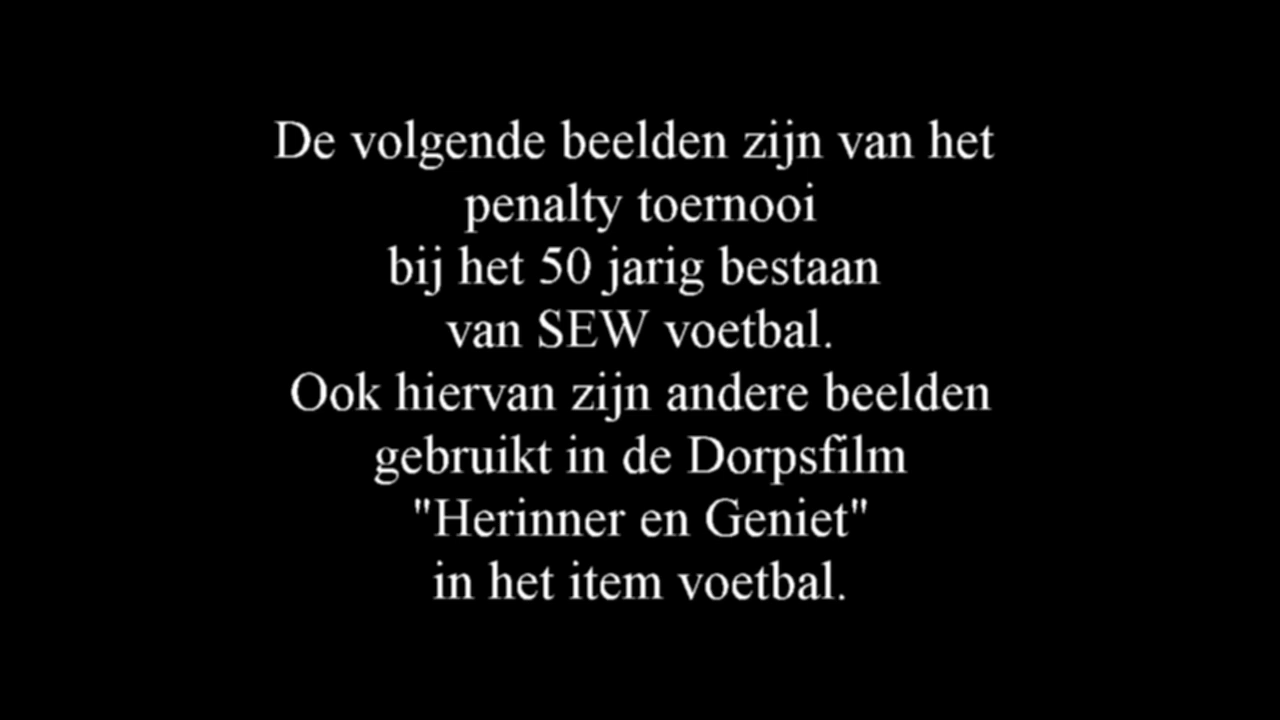 De volgende beelden zijn van het
penalty toernooi
bij het 50 jarig bestaan
van SEW voetbal.
Ook hiervan zijn andere beelden
gebruikt in de Dorpsfilm
"Herinner en Geniet"
in het item voetbal.